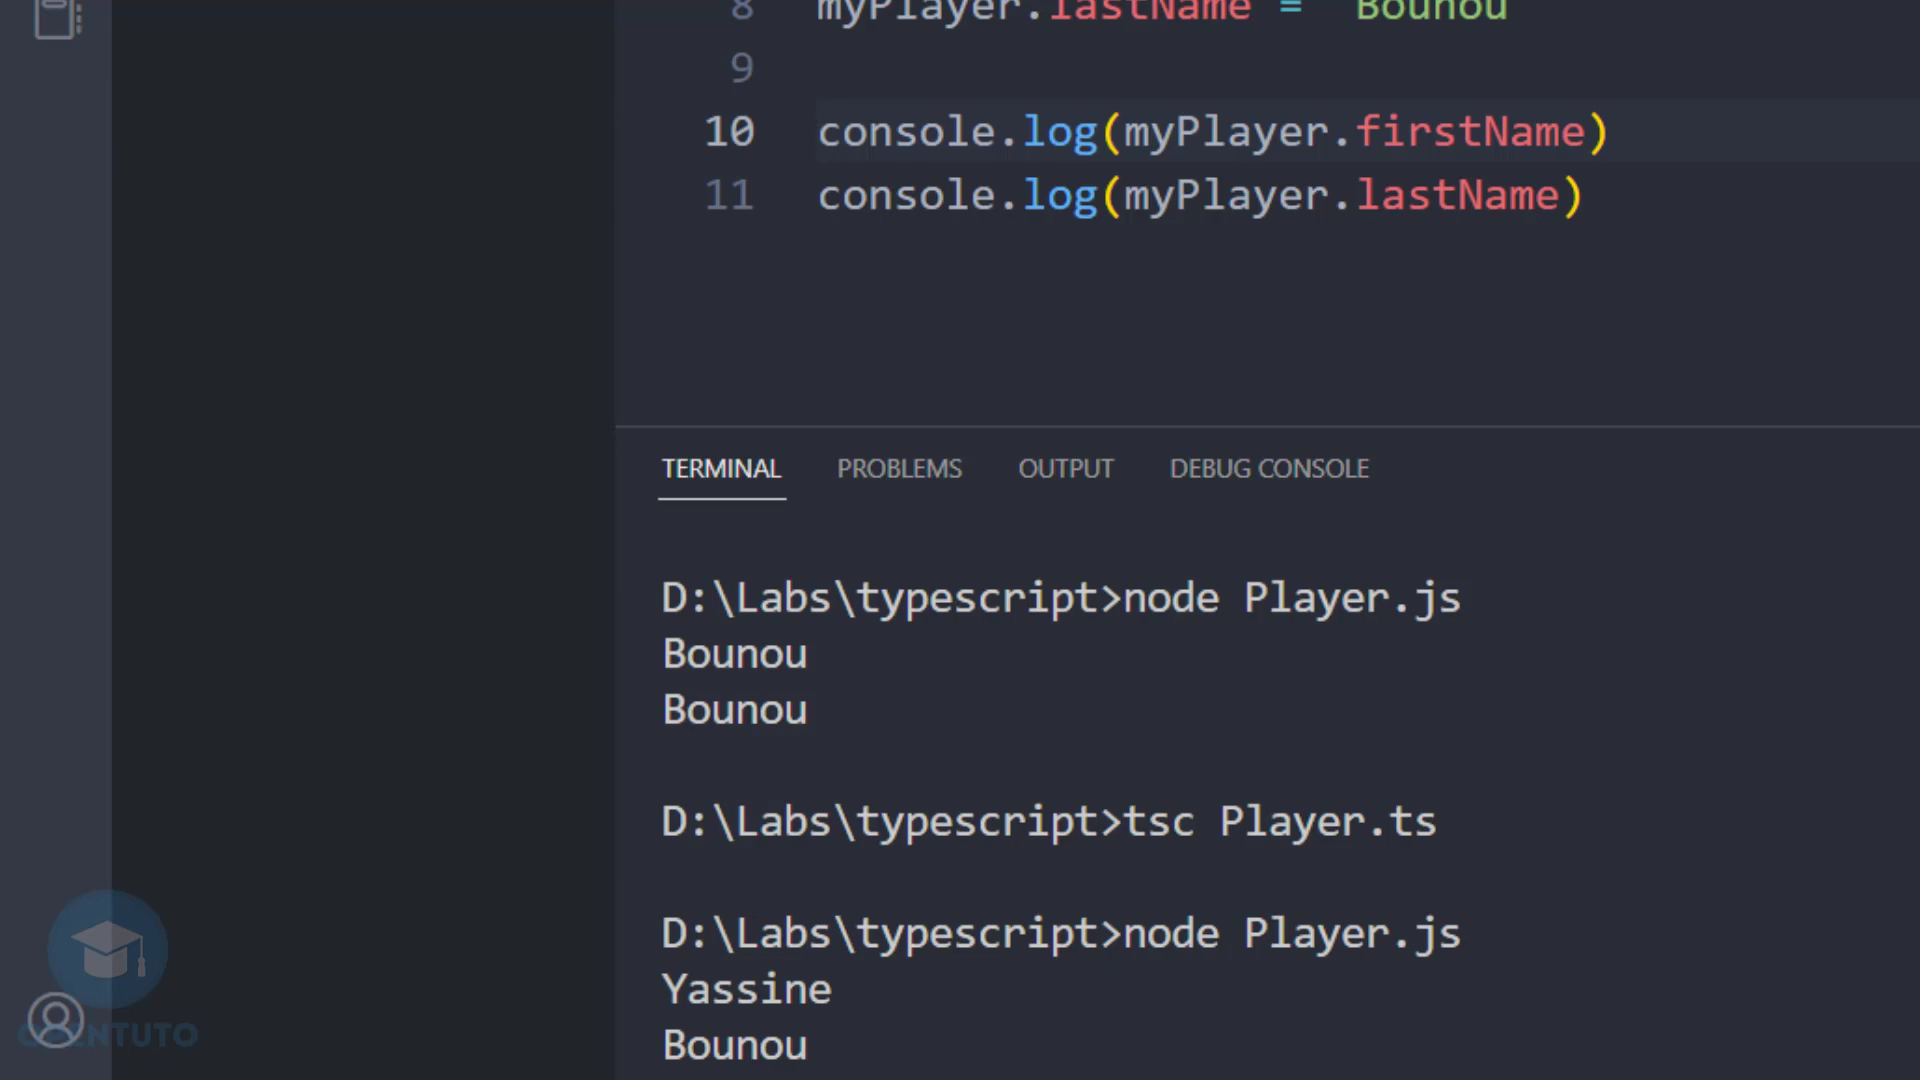 8 myPlayer.lastName = "Bounou"
9
10 console.log(myPlayer.firstName)
11 console.log(myPlayer.lastName)
TERMINAL PROBLEMS OUTPUT DEBUG CONSOLE
D:\Labs\typescript>node Player.js
Bounou
Bounou
D:\Labs\typescript>tsc Player.ts
D:\Labs\typescript>node Player.js
Yassine
Bounou